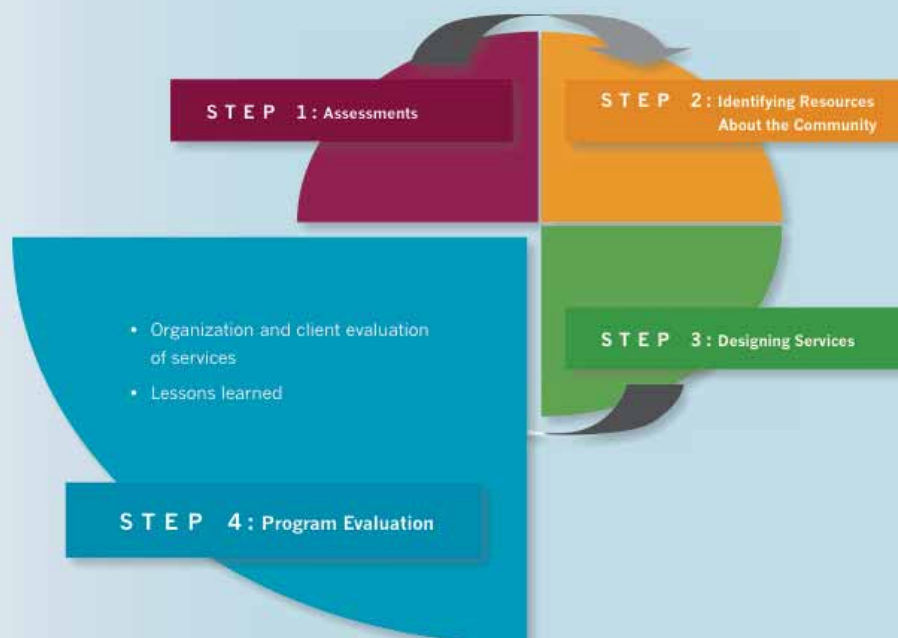 STEP 1: Assessments
STEP 2: Identifying Resources
About the Community
STEP 3: Designing Services
• Organization and client evaluation
of services
• Lessons learned
STEP 4: Program Evaluation